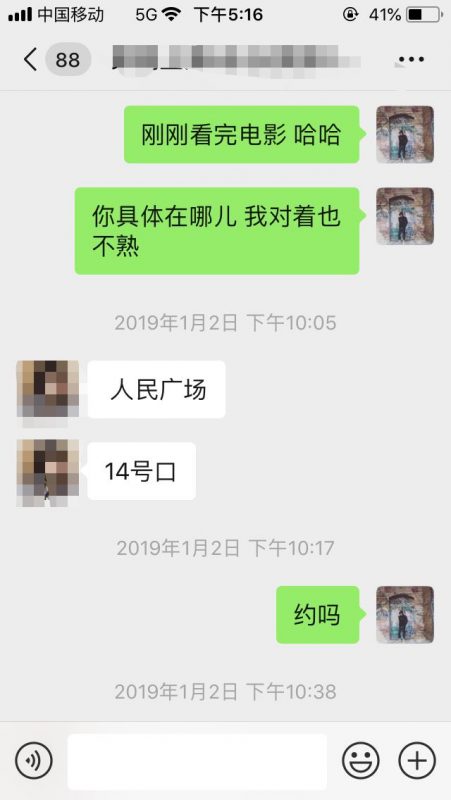 中国移动 5G 下午5:16 41%
88
刚刚看完电影 哈哈
你具体在哪儿 我对着也
不熟
2019年1月2日 下午10:05
人民广场
14号口
2019年1月2日 下午10:17
约吗
2019年1月2日 下午10:38